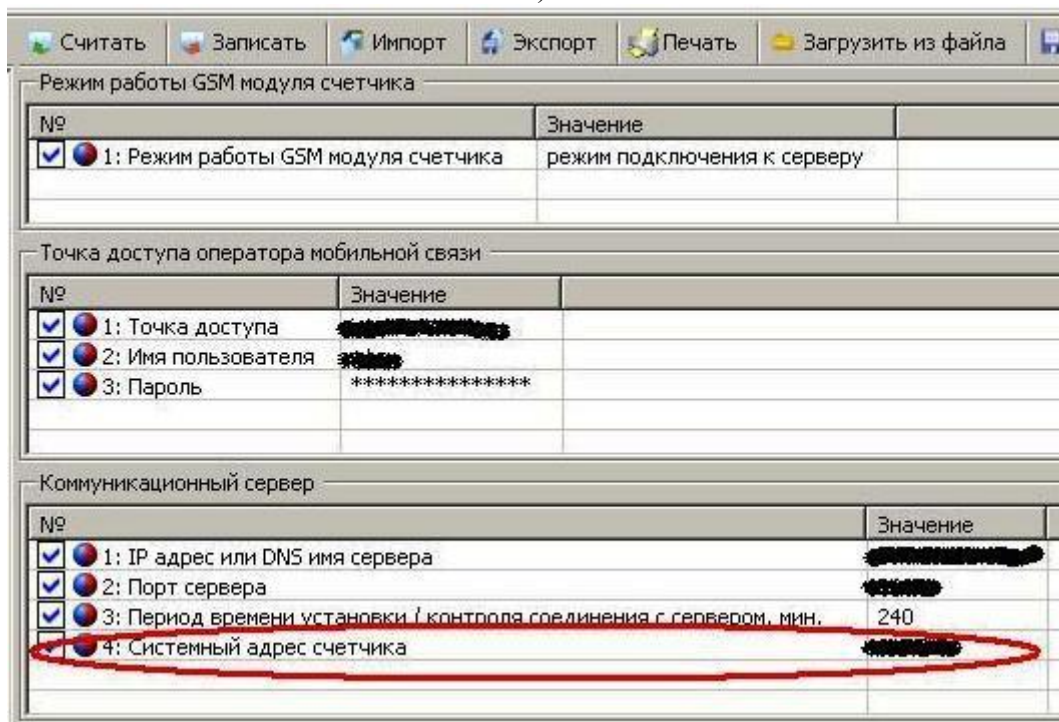 Считать Записать Импорт Экспорт Печать Загрузить из файла
Режим работы GSM модуля счетчика
№ Значение
1: Режим работы GSM модуля счетчика режим подключения к серверу
Точка доступа оператора мобильной связи
№ Значение
1: Точка доступа
2: Имя пользователя
3: Пароль ***************
Коммуникационный сервер
№ Значение
1: IP адрес или DNS имя сервера
2: Порт сервера
3: Период времени установки / контроля соединения с сервером, мин. 240
4: Системный адрес счетчика